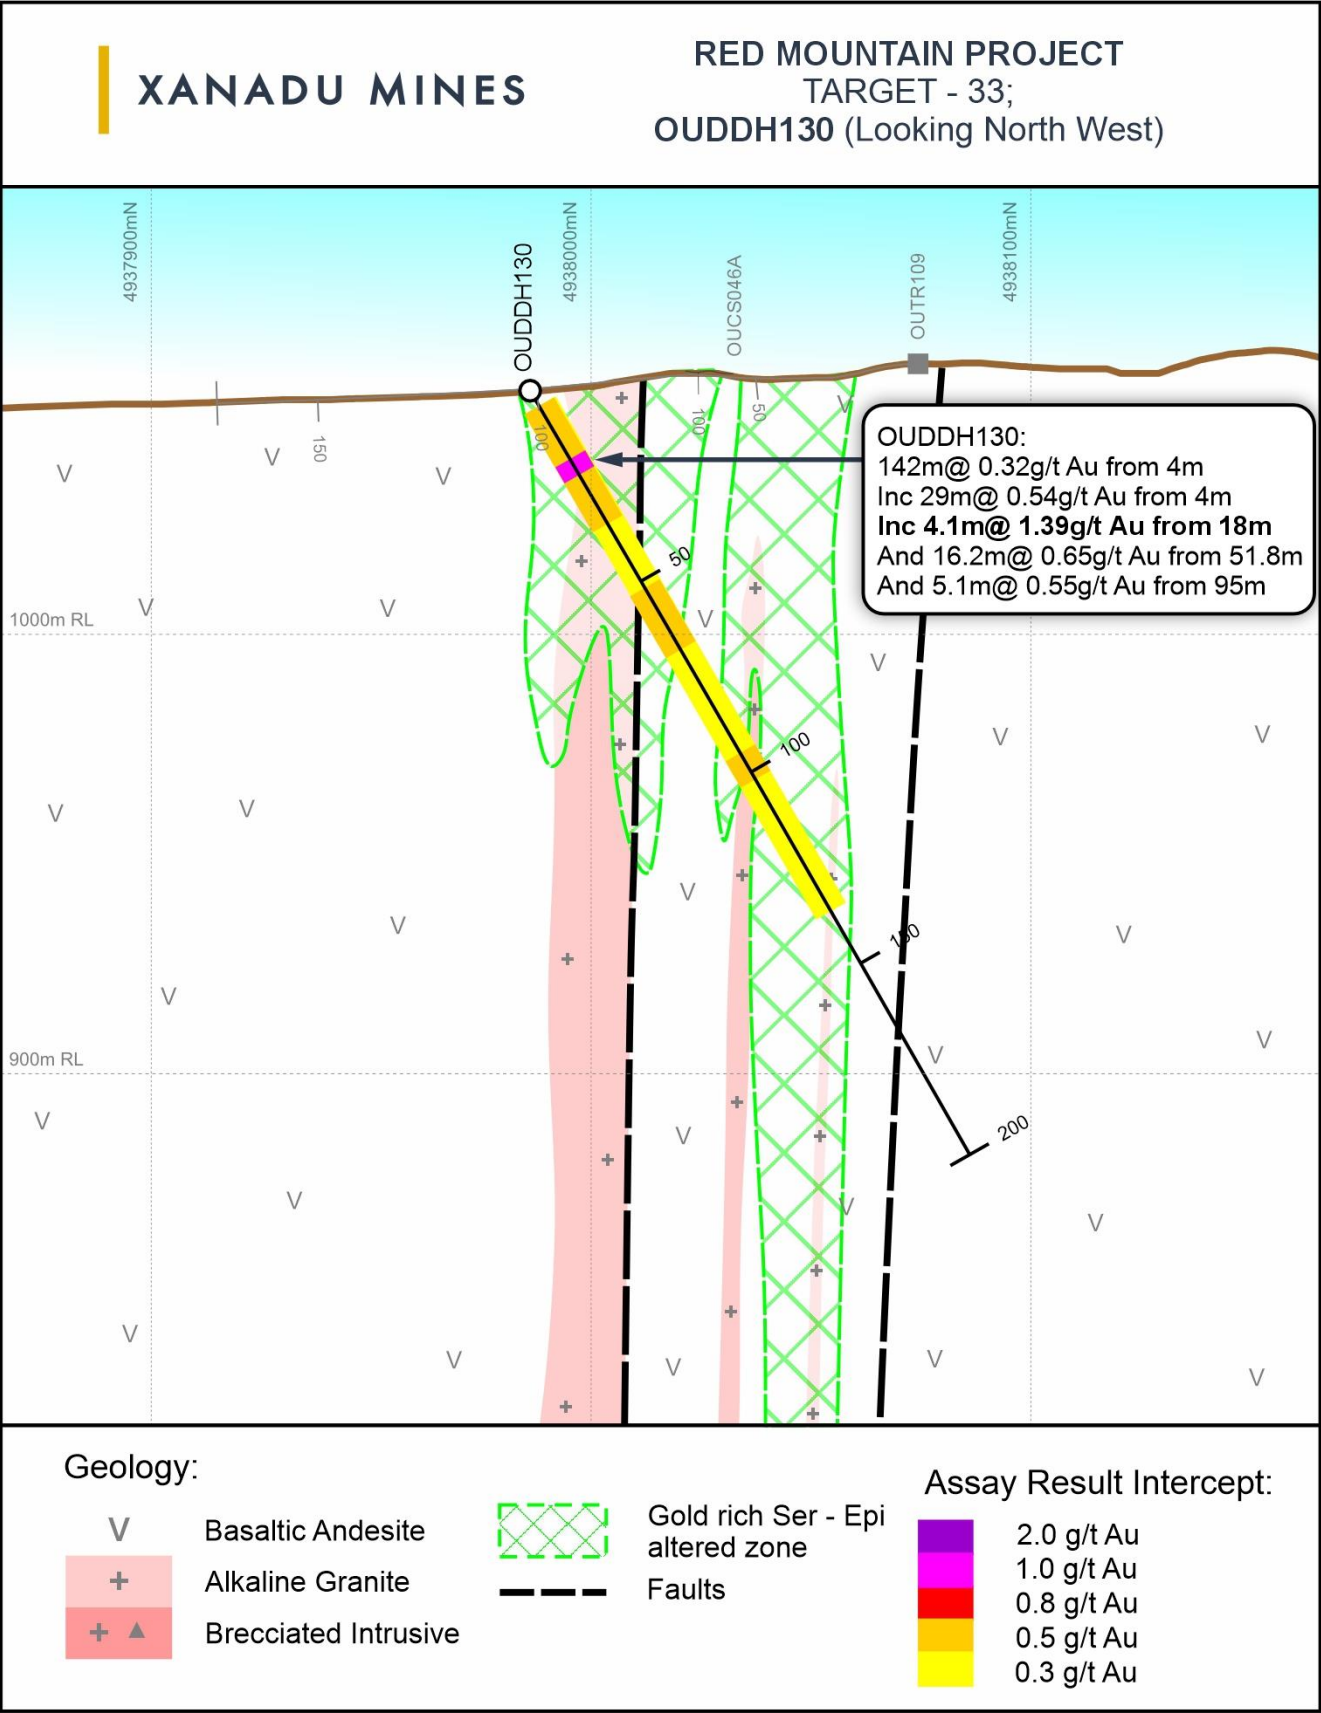 XANADU MINES
RED MOUNTAIN PROJECT
TARGET - 33;
OUDDH130 (Looking North West)
4937900mN
OUDDH130
4938000mN
OUCS046A
OUTR109
4938100mN
150
100
100
50
OUDDH130:
142m@ 0.32g/t Au from 4m
Inc 29m@ 0.54g/t Au from 4m
Inc 4.1m@ 1.39g/t Au from 18m
And 16.2m@ 0.65g/t Au from 51.8m
And 5.1m@ 0.55g/t Au from 95m
50
1000m RL
100
150
900m RL
200
Geology:
V Basaltic Andesite
Alkaline Granite
Brecciated Intrusive
Gold rich Ser - Epi
altered zone
Faults
Assay Result Intercept:
2.0 g/t Au
1.0 g/t Au
0.8 g/t Au
0.5 g/t Au
0.3 g/t Au